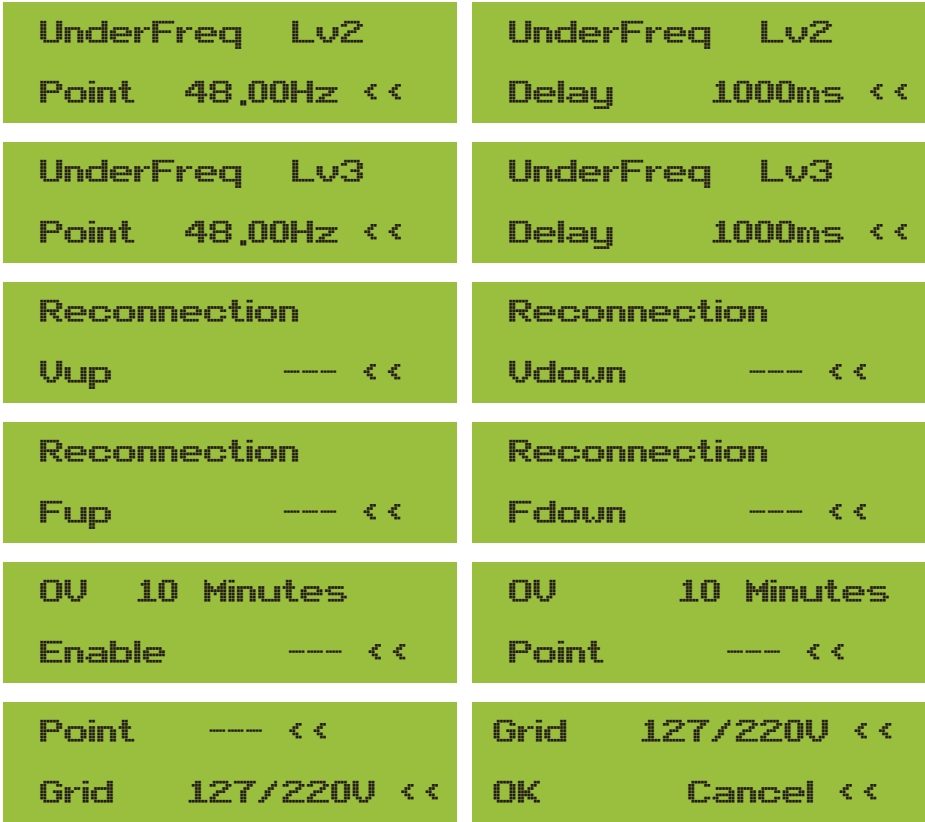 UnderFreq Lv2
Point 48.00Hz <<
UnderFreq Lv2
Delay 1000ms <<
UnderFreq Lv3
Point 48.00Hz <<
UnderFreq Lv3
Delay 1000ms <<
Reconnection
Vup --- <<
Reconnection
Vdown --- <<
Reconnection
Fup --- <<
Reconnection
Fdown --- <<
OV 10 Minutes
Enable --- <<
OV 10 Minutes
Point --- <<
Point --- <<
Grid 127/220V <<
Grid 127/220V <<
OK Cancel <<